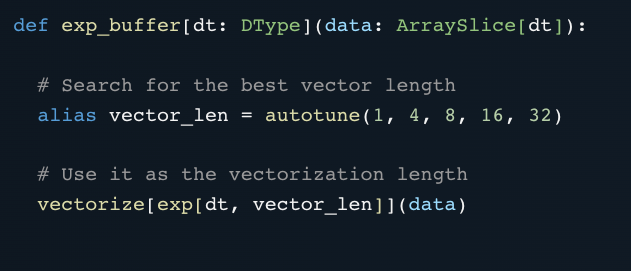 def exp_buffer[dt: DType](data: ArraySlice[dt]):
# Search for the best vector length
alias vector_len = autotune(1, 4, 8, 16, 32)
# Use it as the vectorization length
vectorize[exp[dt, vector_len]](data)